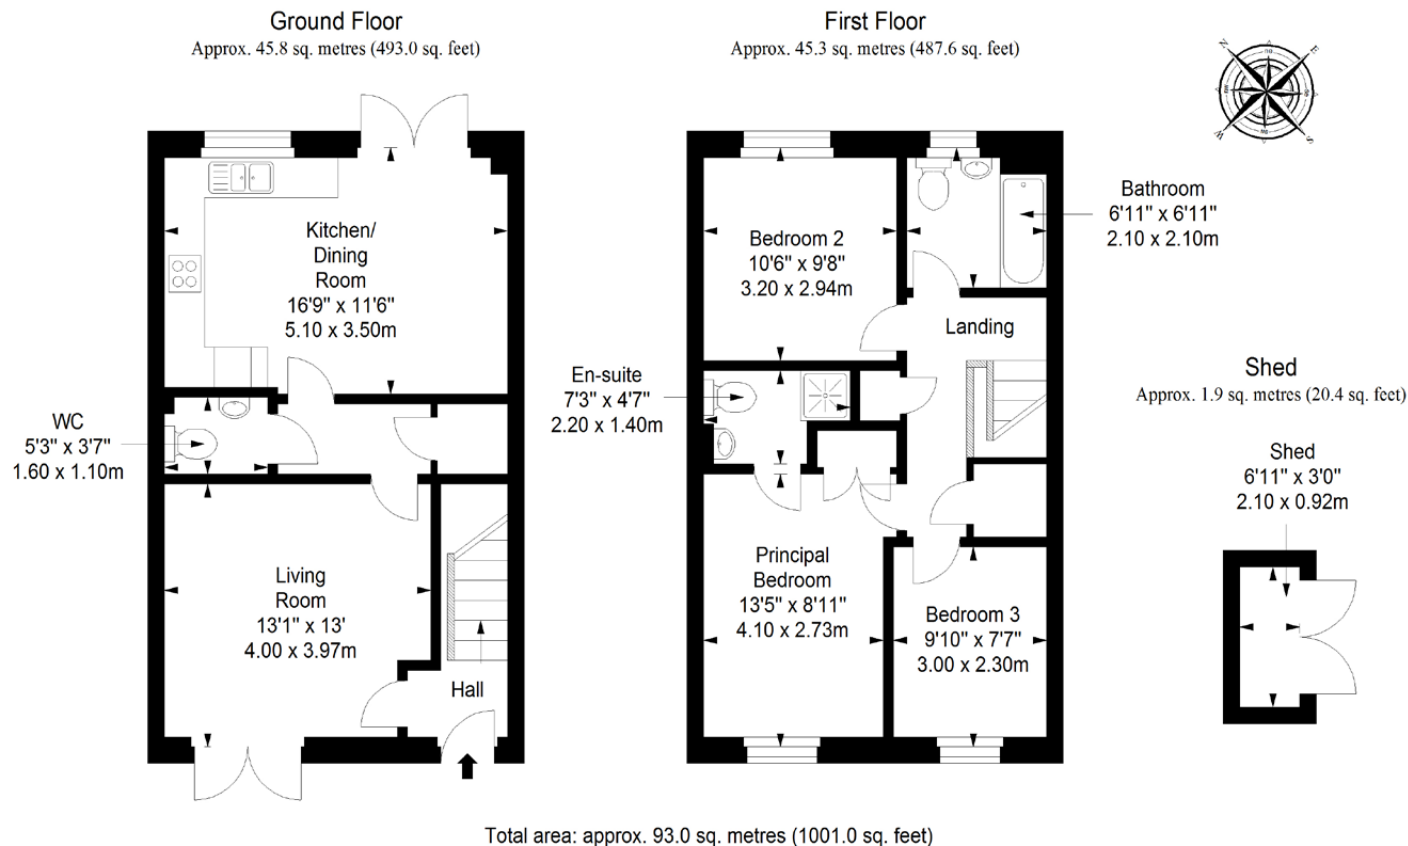 Ground Floor
Approx. 45.8 sq. metres (493.0 sq. feet)
Kitchen/
Dining
Room
16'9" x 11'6"
5.10 x 3.50m
WC
5'3" x 3'7"
1.60 x 1.10m
Living
Room
13'1" x 13'
4.00 x 3.97m
Hall
First Floor
Approx. 45.3 sq. metres (487.6 sq. feet)
Bedroom 2
10'6" x 9'8"
3.20 x 2.94m
Bathroom
6'11" x 6'11"
2.10 x 2.10m
Landing
En-suite
7'3" x 4'7"
2.20 x 1.40m
Principal
Bedroom
13'5" x 8'11"
4.10 x 2.73m
Bedroom 3
9'10" x 7'7"
3.00 x 2.30m
N
E
W
S
Shed
Approx. 1.9 sq. metres (20.4 sq. feet)
Shed
6'11" x 3'0"
2.10 x 0.92m
Total area: approx. 93.0 sq. metres (1001.0 sq. feet)